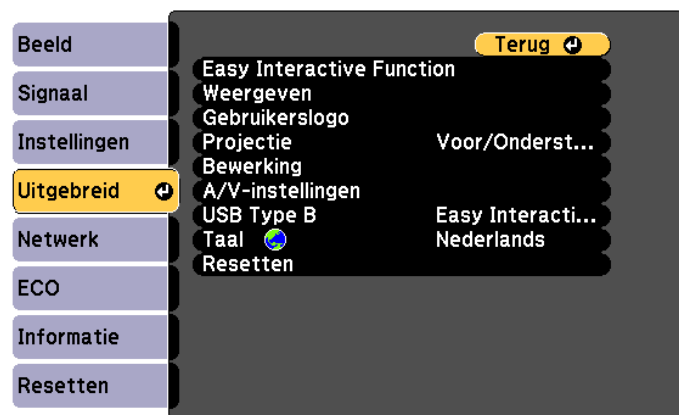 Beeld
Signaal
Instellingen
Uitgebreid
Netwerk
ECO
Informatie
Resetten
Terug
Easy Interactive Function
Weergeven
Gebruikerslogo
Projectie Voor/Onderst...
Bewerking
A/V-instellingen
USB Type B Easy Interacti...
Taal Nederlands
Resetten